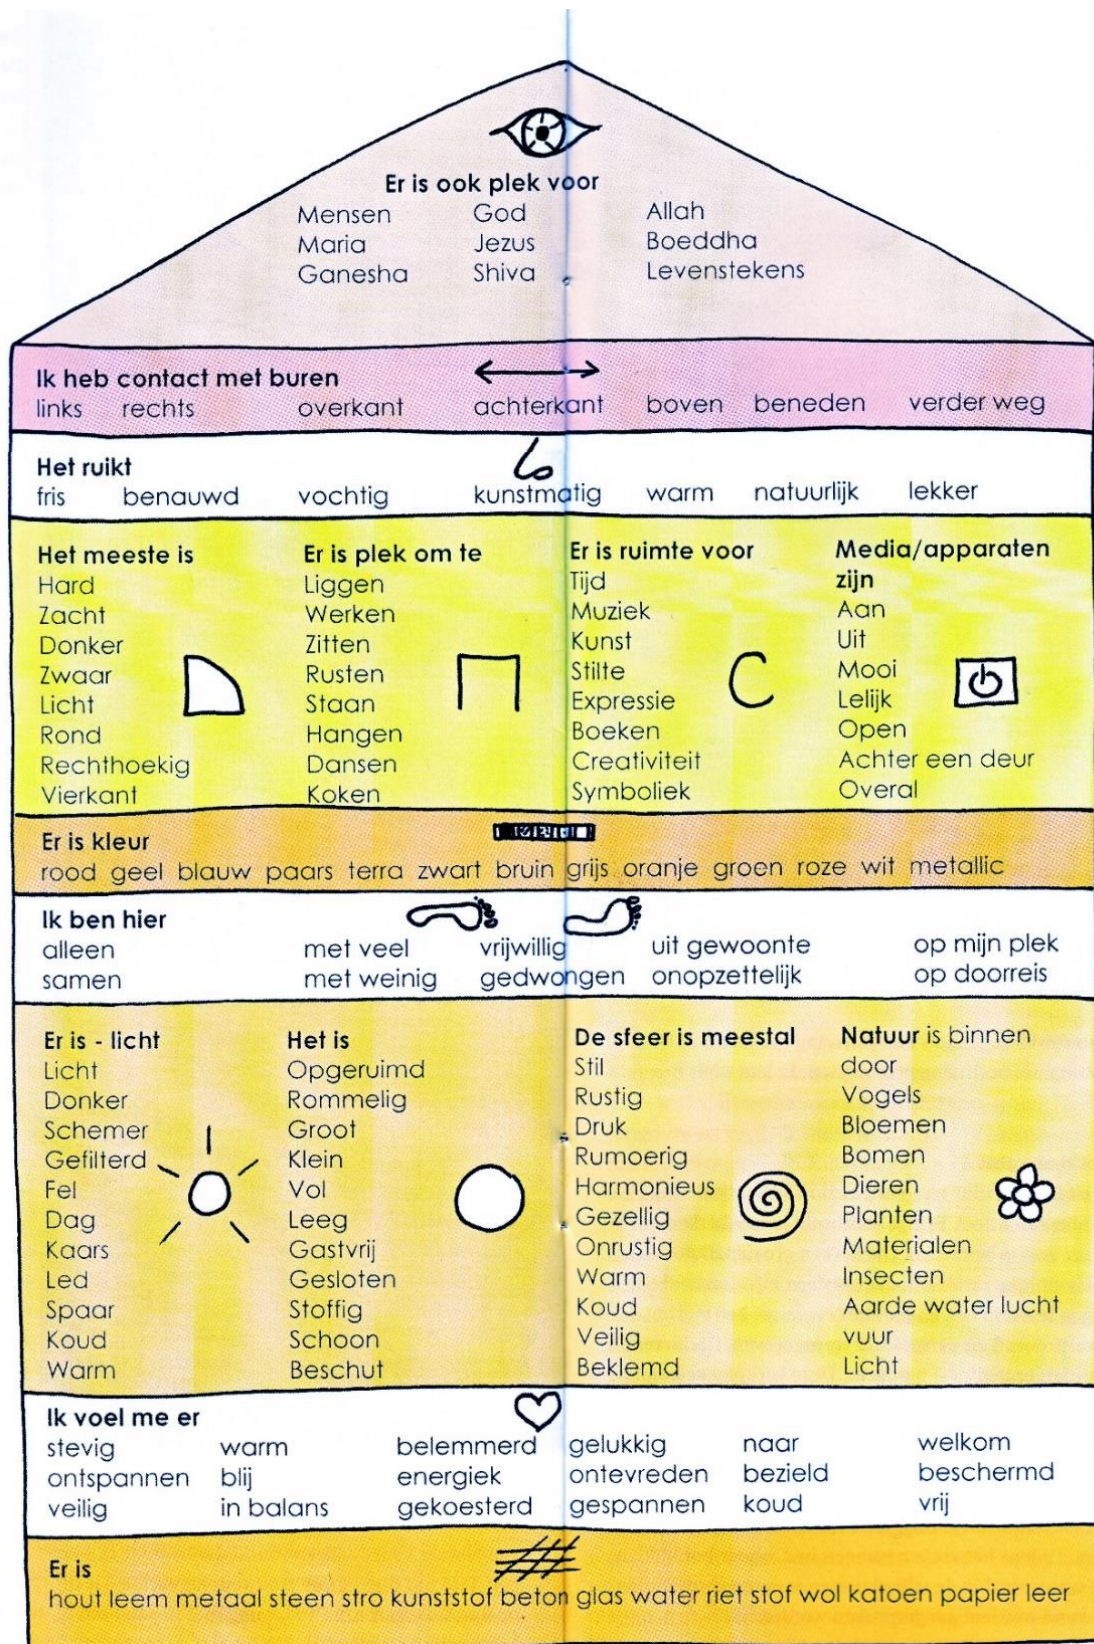 Er is ook plek voor
Mensen God Allah
Maria Jezus Boeddha
Ganesha Shiva Levenstekens
Ik heb contact met buren
links rechts overkant achterkant boven beneden verder weg
Het ruikt
fris benauwd vochtig kunstmatig warm natuurlijk lekker
Het meeste is
Hard
Zacht
Donker
Zwaar
Licht
Rond
Rechthoekig
Vierkant
Er is plek om te
Liggen
Werken
Zitten
Rusten
Staan
Hangen
Dansen
Koken
Er is ruimte voor
Tijd
Muziek
Kunst
Stilte
Expressie
Boeken
Creativiteit
Symboliek
Media/apparaten
zijn
Aan
Uit
Mooi
Lelijk
Open
Achter een deur
Overal
Er is kleur
rood geel blauw paars terra zwart bruin grijs oranje groen roze wit metallic
Ik ben hier
alleen met veel vrijwillig uit gewoonte op mijn plek
samen met weinig gedwongen onopzettelijk op doorreis
Er is - licht
Licht
Donker
Schemer
Gefilterd
Fel
Dag
Kaars
Led
Spaar
Koud
Warm
Het is
Opgeruimd
Rommelig
Groot
Klein
Vol
Leeg
Gastvrij
Gesloten
Stoffig
Schoon
Beschut
De sfeer is meestal
Stil
Rustig
Druk
Rumoerig
Harmonieus
Gezellig
Onrustig
Warm
Koud
Veilig
Beklemd
Natuur is binnen
door
Vogels
Bloemen
Bomen
Dieren
Planten
Materialen
Insecten
Aarde water lucht
vuur
Licht
Ik voel me er
stevig warm belemmerd gelukkig naar welkom
ontspannen blij energiek ontevreden bezield beschermd
veilig in balans gekoesterd gespannen koud vrij
Er is
hout leem metaal steen stro kunststof beton glas water riet stof wol katoen papier leer